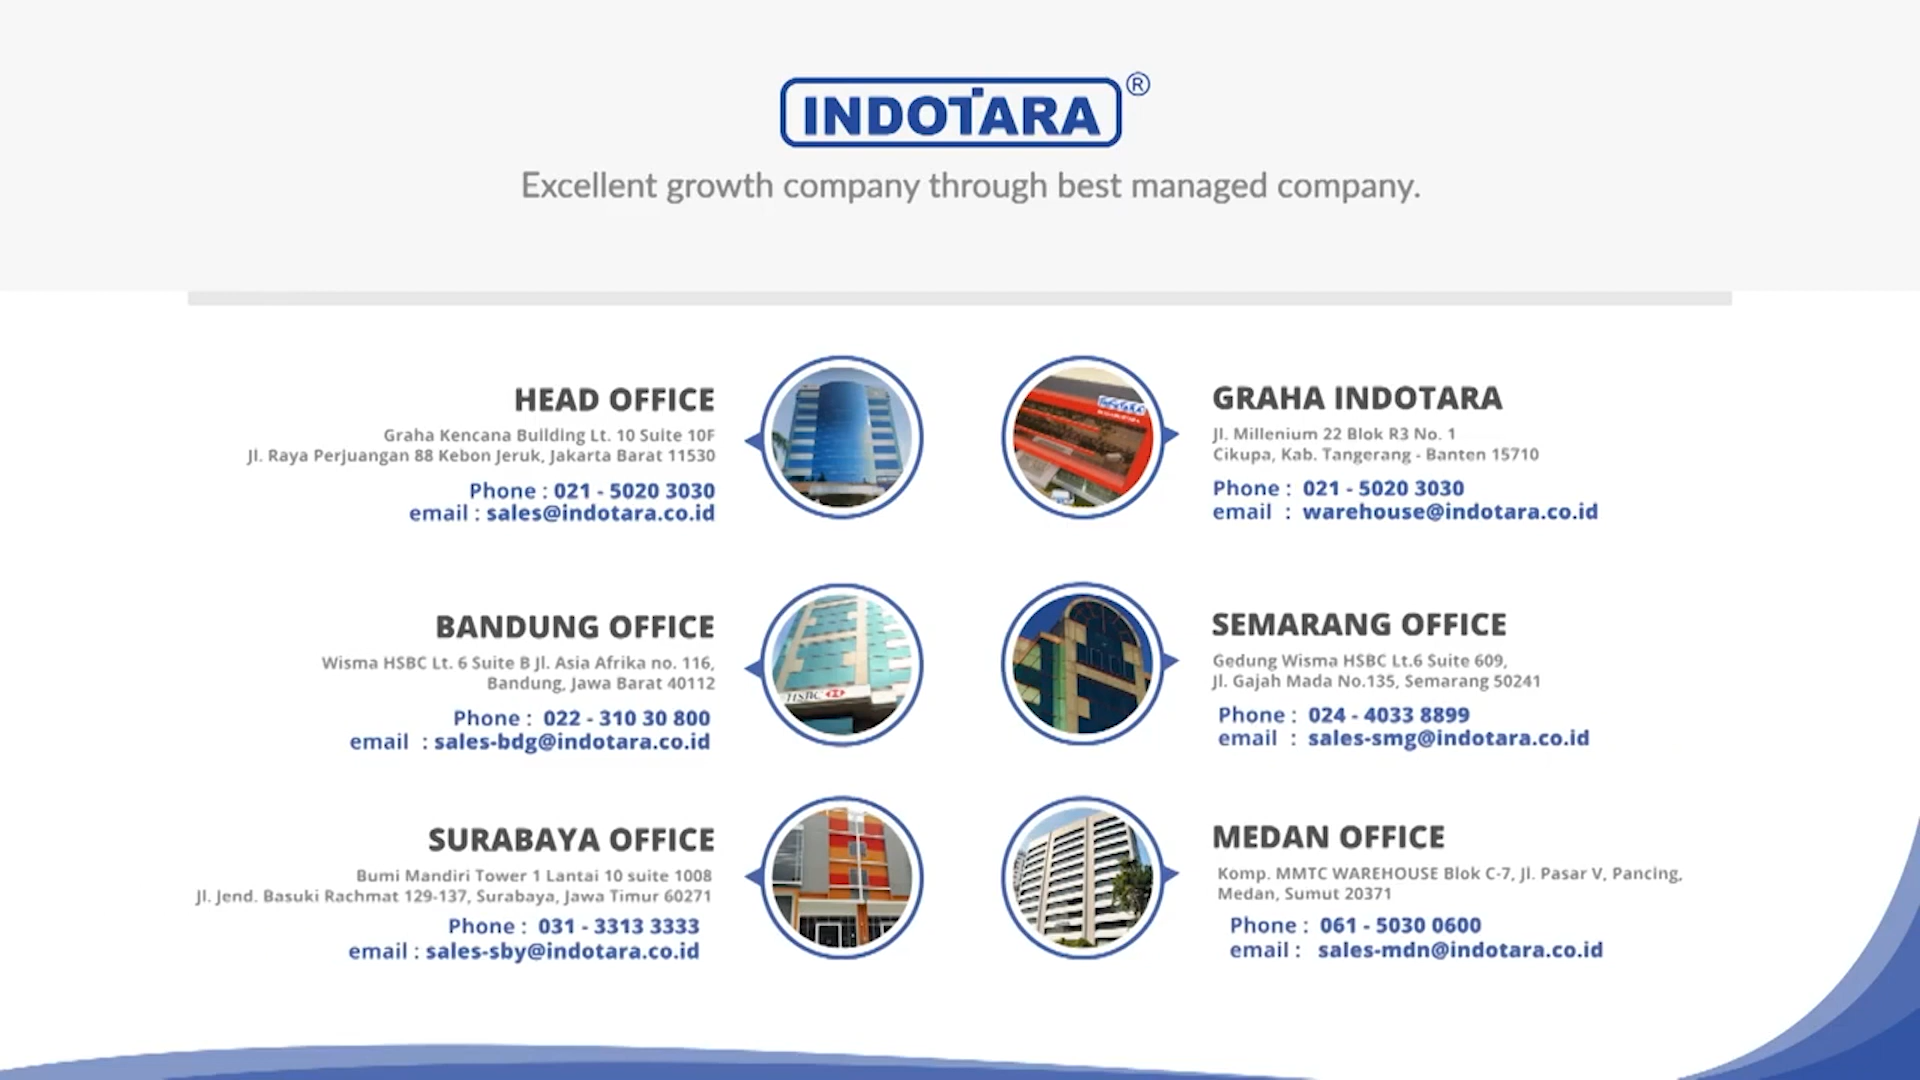 INDOTARA®
Excellent growth company through best managed company.
HEAD OFFICE
Graha Kencana Building Lt. 10 Suite 10F
Jl. Raya Perjuangan 88 Kebon Jeruk, Jakarta Barat 11530
Phone : 021 - 5020 3030
email : sales@indotara.co.id
GRAHA INDOTARA
Jl. Millenium 22 Blok R3 No. 1
Cikupa, Kab. Tangerang - Banten 15710
Phone : 021 - 5020 3030
email : warehouse@indotara.co.id
INDOTARA
BANDUNG OFFICE
Wisma HSBC Lt. 6 Suite B Jl. Asia Afrika no. 116,
Bandung, Jawa Barat 40112
Phone : 022 - 310 30 800
email : sales-bdg@indotara.co.id
HSBC
SEMARANG OFFICE
Gedung Wisma HSBC Lt.6 Suite 609,
Jl. Gajah Mada No.135, Semarang 50241
Phone : 024 - 4033 8899
email : sales-smg@indotara.co.id
SURABAYA OFFICE
Bumi Mandiri Tower 1 Lantai 10 suite 1008
Jl. Jend. Basuki Rachmat 129-137, Surabaya, Jawa Timur 60271
Phone : 031 - 3313 3333
email : sales-sby@indotara.co.id
MEDAN OFFICE
Komp. MMTC WAREHOUSE Blok C-7, Jl. Pasar V, Pancing,
Medan, Sumut 20371
Phone : 061 - 5030 0600
email : sales-mdn@indotara.co.id